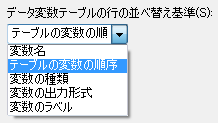 データ変数テーブルの行の並べ替え基準(S):
テーブルの変数の順
変数名
テーブルの変数の順序
変数の種類
変数の出力形式
変数のラベル